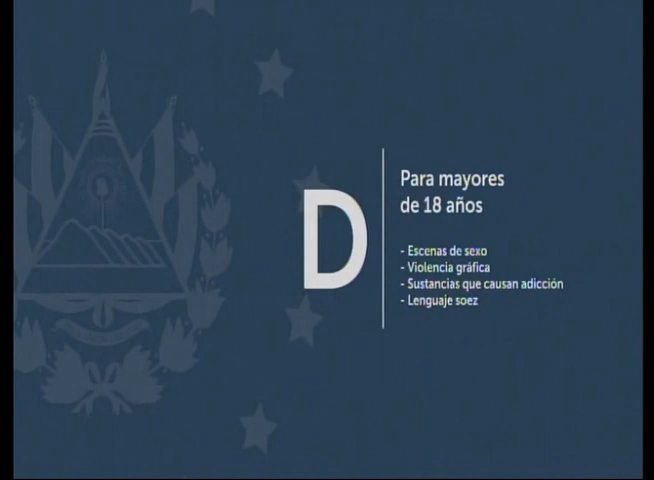 D
Para mayores
de 18 años
- Escenas de sexo
- Violencia gráfica
- Sustancias que causan adicción
- Lenguaje soez